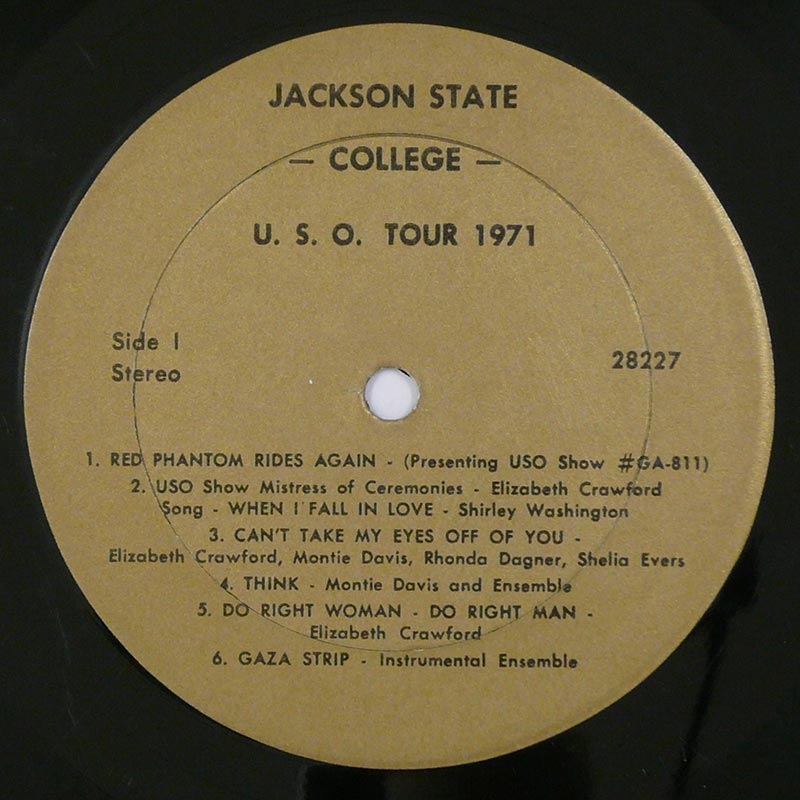 JACKSON STATE
— COLLEGE —
U. S. O. TOUR 1971
Side 1
Stereo
28227
1. RED PHANTOM RIDES AGAIN - (Presenting USO Show #GA-811)
2. USO Show Mistress of Ceremonies - Elizabeth Crawford
Song - WHEN I FALL IN LOVE - Shirley Washington
3. CAN'T TAKE MY EYES OFF OF YOU -
Elizabeth Crawford, Montie Davis, Rhonda Dagner, Shelia Evers
4. THINK - Montie Davis and Ensemble
5. DO RIGHT WOMAN - DO RIGHT MAN -
Elizabeth Crawford
6. GAZA STRIP - Instrumental Ensemble